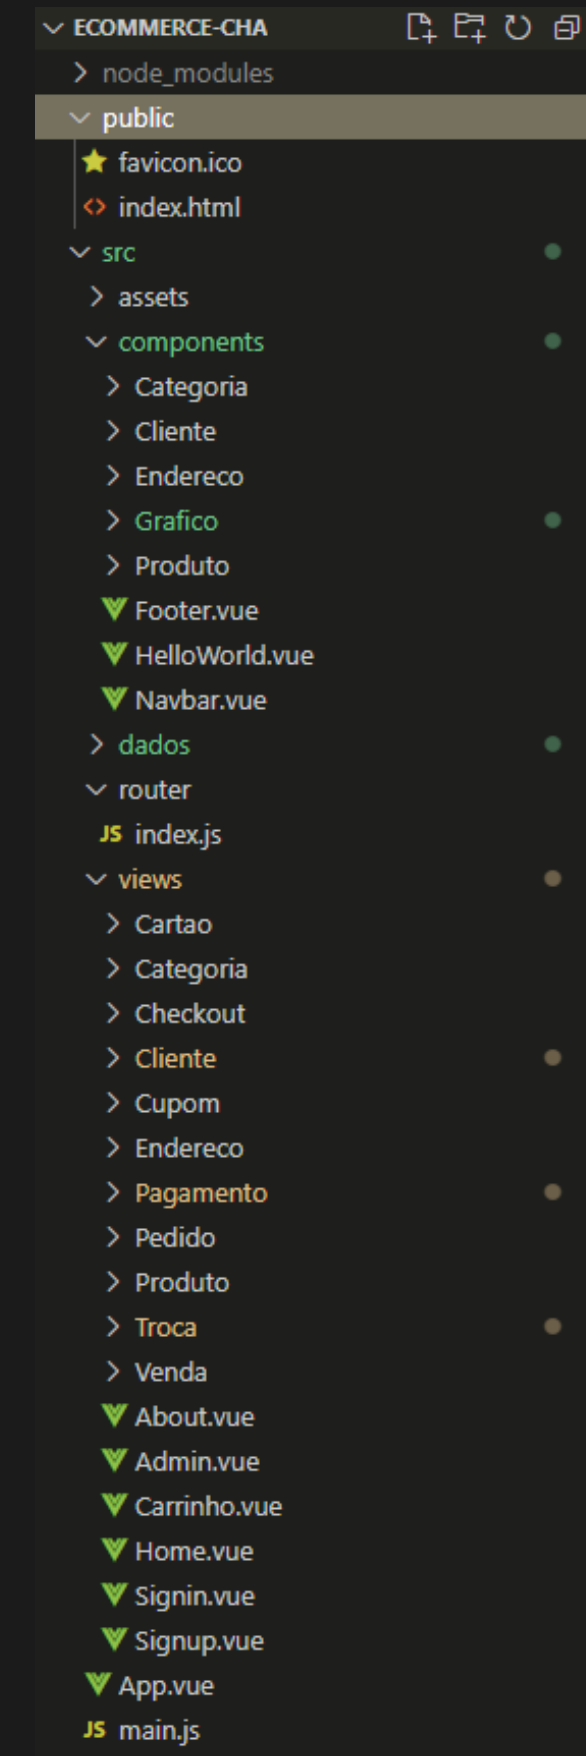 ECOMMERCE-CHA
node_modules
public
favicon.ico
index.html
src
assets
components
Categoria
Cliente
Endereco
Grafico
Produto
Footer.vue
HelloWorld.vue
Navbar.vue
dados
router
JS index.js
views
Cartao
Categoria
Checkout
Cliente
Cupom
Endereco
Pagamento
Pedido
Produto
Troca
Venda
About.vue
Admin.vue
Carrinho.vue
Home.vue
Signin.vue
Signup.vue
App.vue
JS main.js